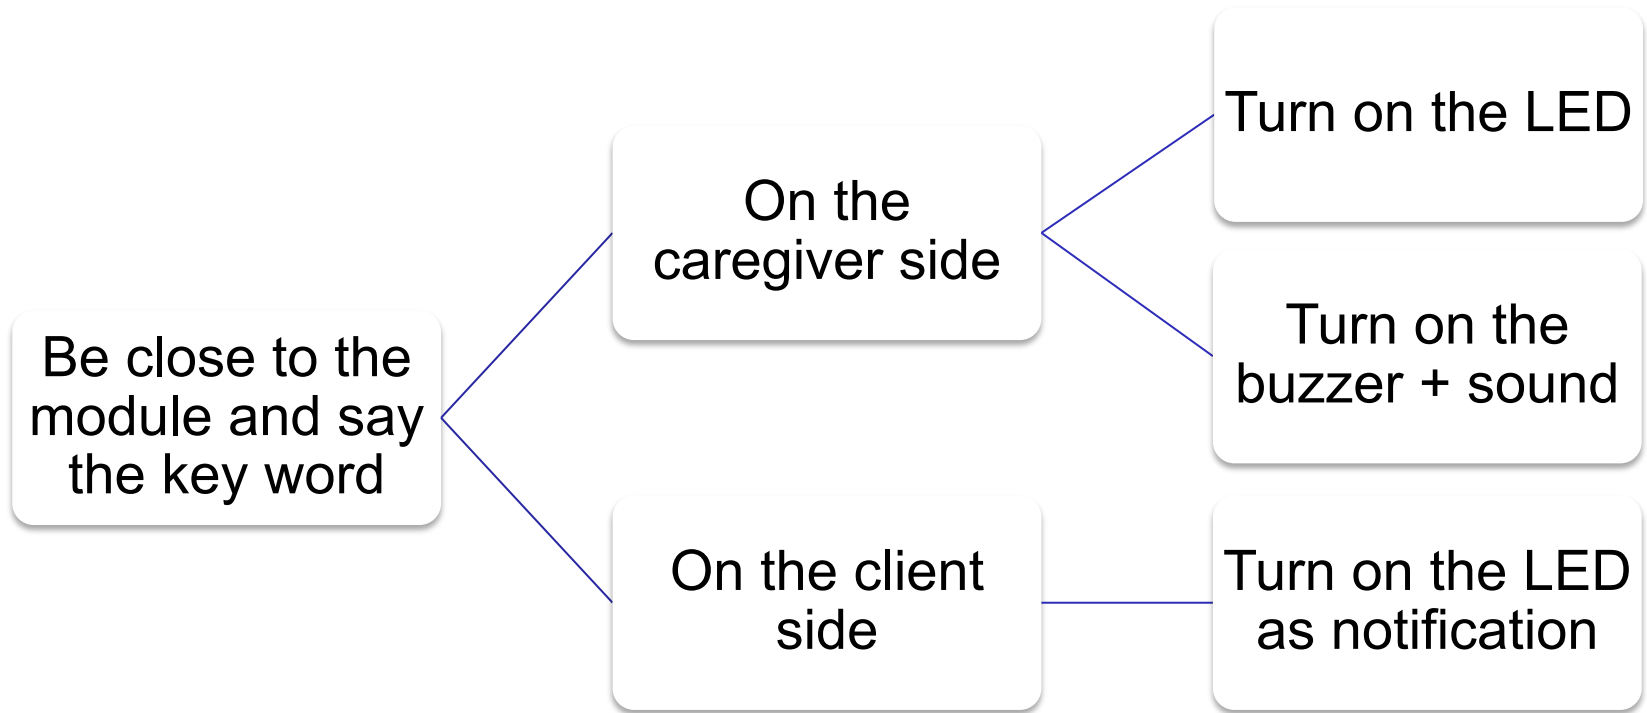 Be close to the
module and say
the key word
On the
caregiver side
Turn on the LED
Turn on the
buzzer + sound
On the client
side
Turn on the LED
as notification